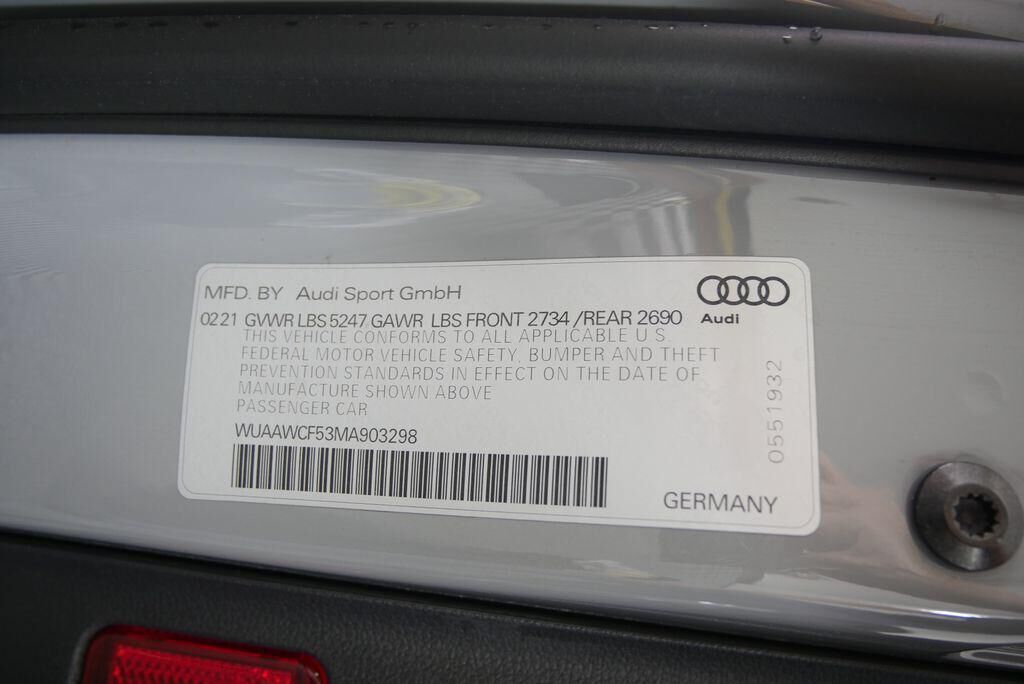 MFD. BY Audi Sport GmbH
Audi
0221 GVWR LBS 5247 GAWR LBS FRONT 2734 /REAR 2690
THIS VEHICLE CONFORMS TO ALL APPLICABLE U.S.
FEDERAL MOTOR VEHICLE SAFETY, BUMPER AND THEFT
PREVENTION STANDARDS IN EFFECT ON THE DATE OF
MANUFACTURE SHOWN ABOVE
PASSENGER CAR
WUAAWCF53MA903298
0551932
GERMANY